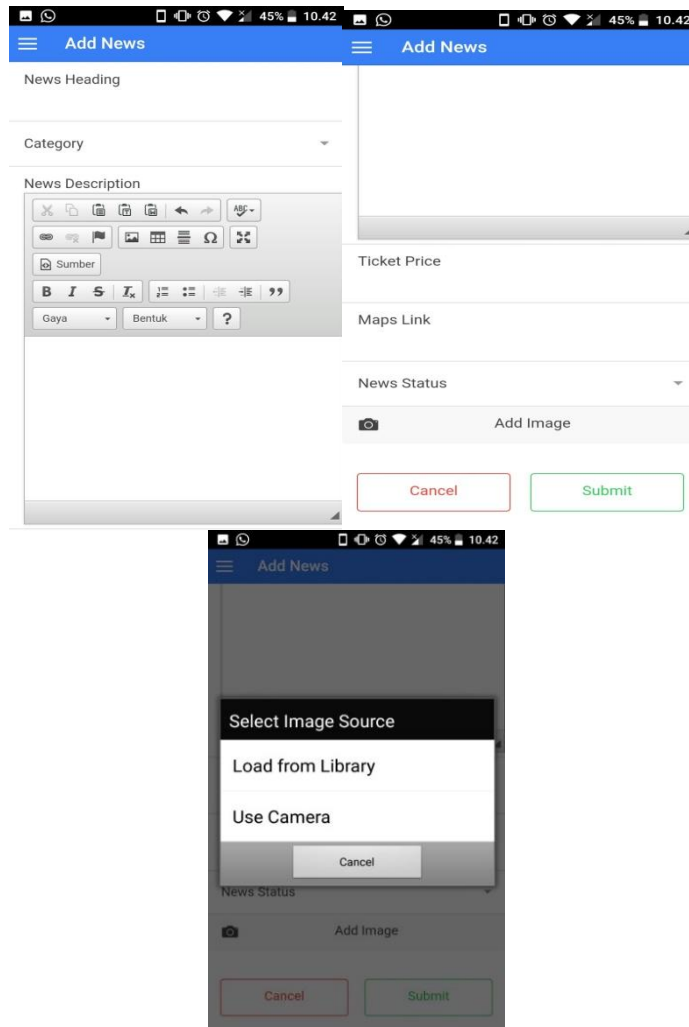 45% 10.42
Add News
News Heading
Category
News Description
ABC
Ω
Sumber
B I S Tx
Gaya Bentuk ?
45% 10.42
Add News
Ticket Price
Maps Link
News Status
Add Image
Cancel Submit
45% 10.42
Add News
Select Image Source
Load from Library
Use Camera
Cancel
News Status
Add Image
Cancel Submit